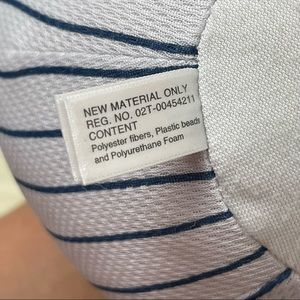 NEW MATERIAL ONLY
REG. NO. 02T-00454211
CONTENT
Polyester fibers, Plastic beads
and Polyurethane Foam